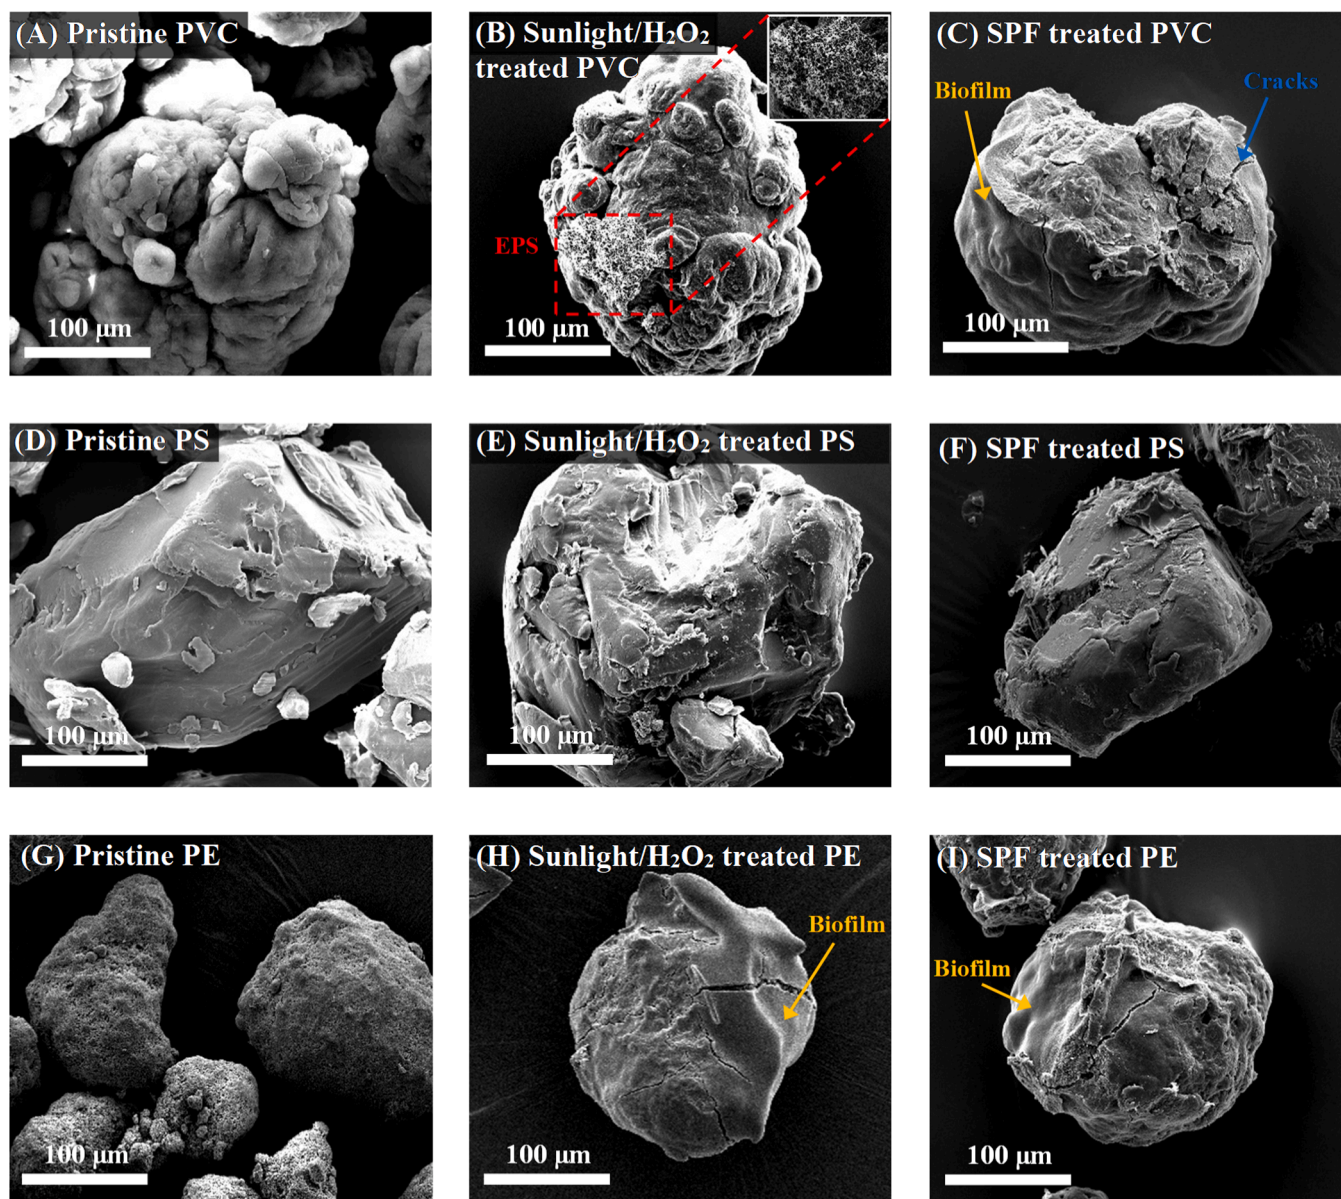 (A) Pristine PVC
100 μm
(B) Sunlight/H₂O₂
treated PVC
EPS
100 μm
(C) SPF treated PVC
Biofilm
Cracks
100 μm
(D) Pristine PS
100 μm
(E) Sunlight/H₂O₂ treated PS
100 μm
(F) SPF treated PS
100 μm
(G) Pristine PE
100 μm
(H) Sunlight/H₂O₂ treated PE
Biofilm
100 μm
(I) SPF treated PE
Biofilm
100 μm